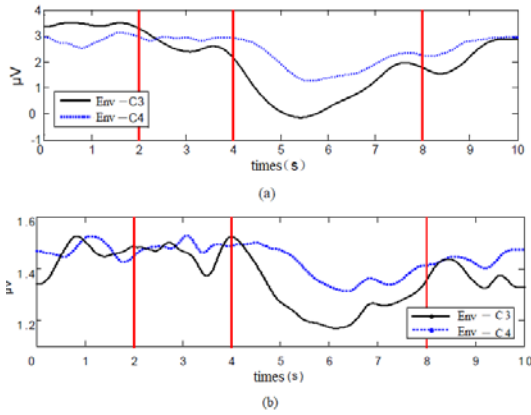 4
3
2
1
0
-1
μV
Env-C3
Env-C4
0 1 2 3 4 5 6 7 8 9 10
times(s)
(a)
1.6
1.4
1.2
μV
Env-C3
Env-C4
0 1 2 3 4 5 6 7 8 9 10
times(s)
(b)